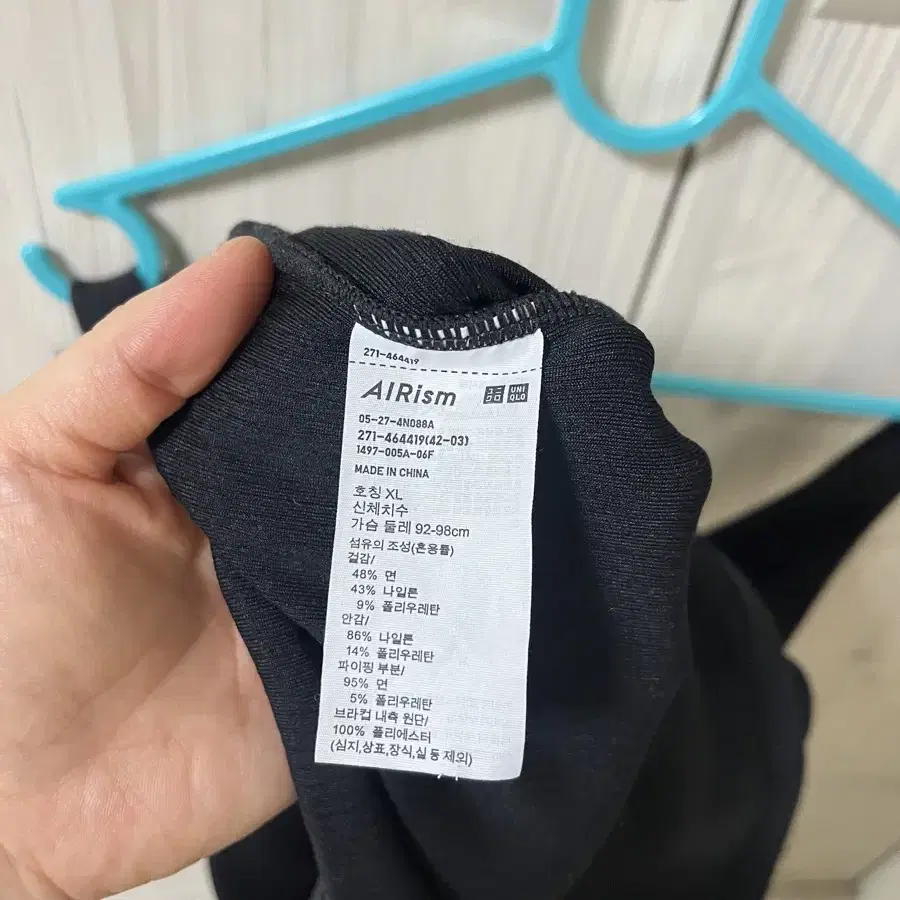 271-464419
AIRism ユニクロ UNIQLO
05-27-4N088A
271-464419(42-03)
1497-005A-06F
MADE IN CHINA
호칭 XL
신체치수
가슴 둘레 92-98cm
섬유의 조성(혼용률)
겉감/
48% 면
43% 나일론
9% 폴리우레탄
안감/
86% 나일론
14% 폴리우레탄
파이핑 부분/
95% 면
5% 폴리우레탄
브라컵 내측 원단/
100% 폴리에스터
(심지,상표,장식,실 등 제외)